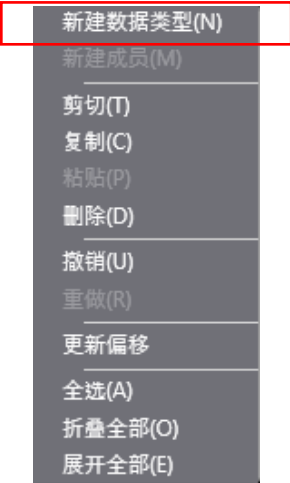 新建数据类型(N)
新建成员(M)
剪切(T)
复制(C)
粘贴(P)
删除(D)
撤销(U)
重做(R)
更新偏移
全选(A)
折叠全部(O)
展开全部(E)